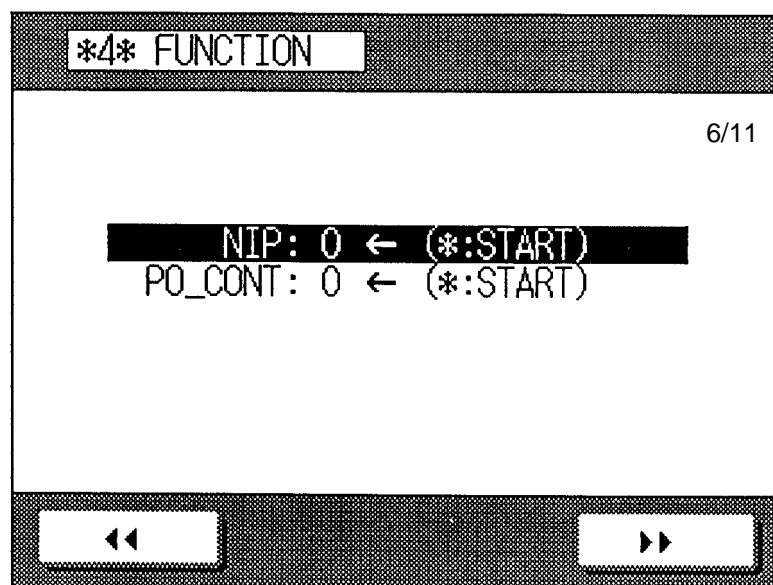 *4* FUNCTION
6/11
NIP: 0 ← (*:START)
PO_CONT: 0 ← (*:START)